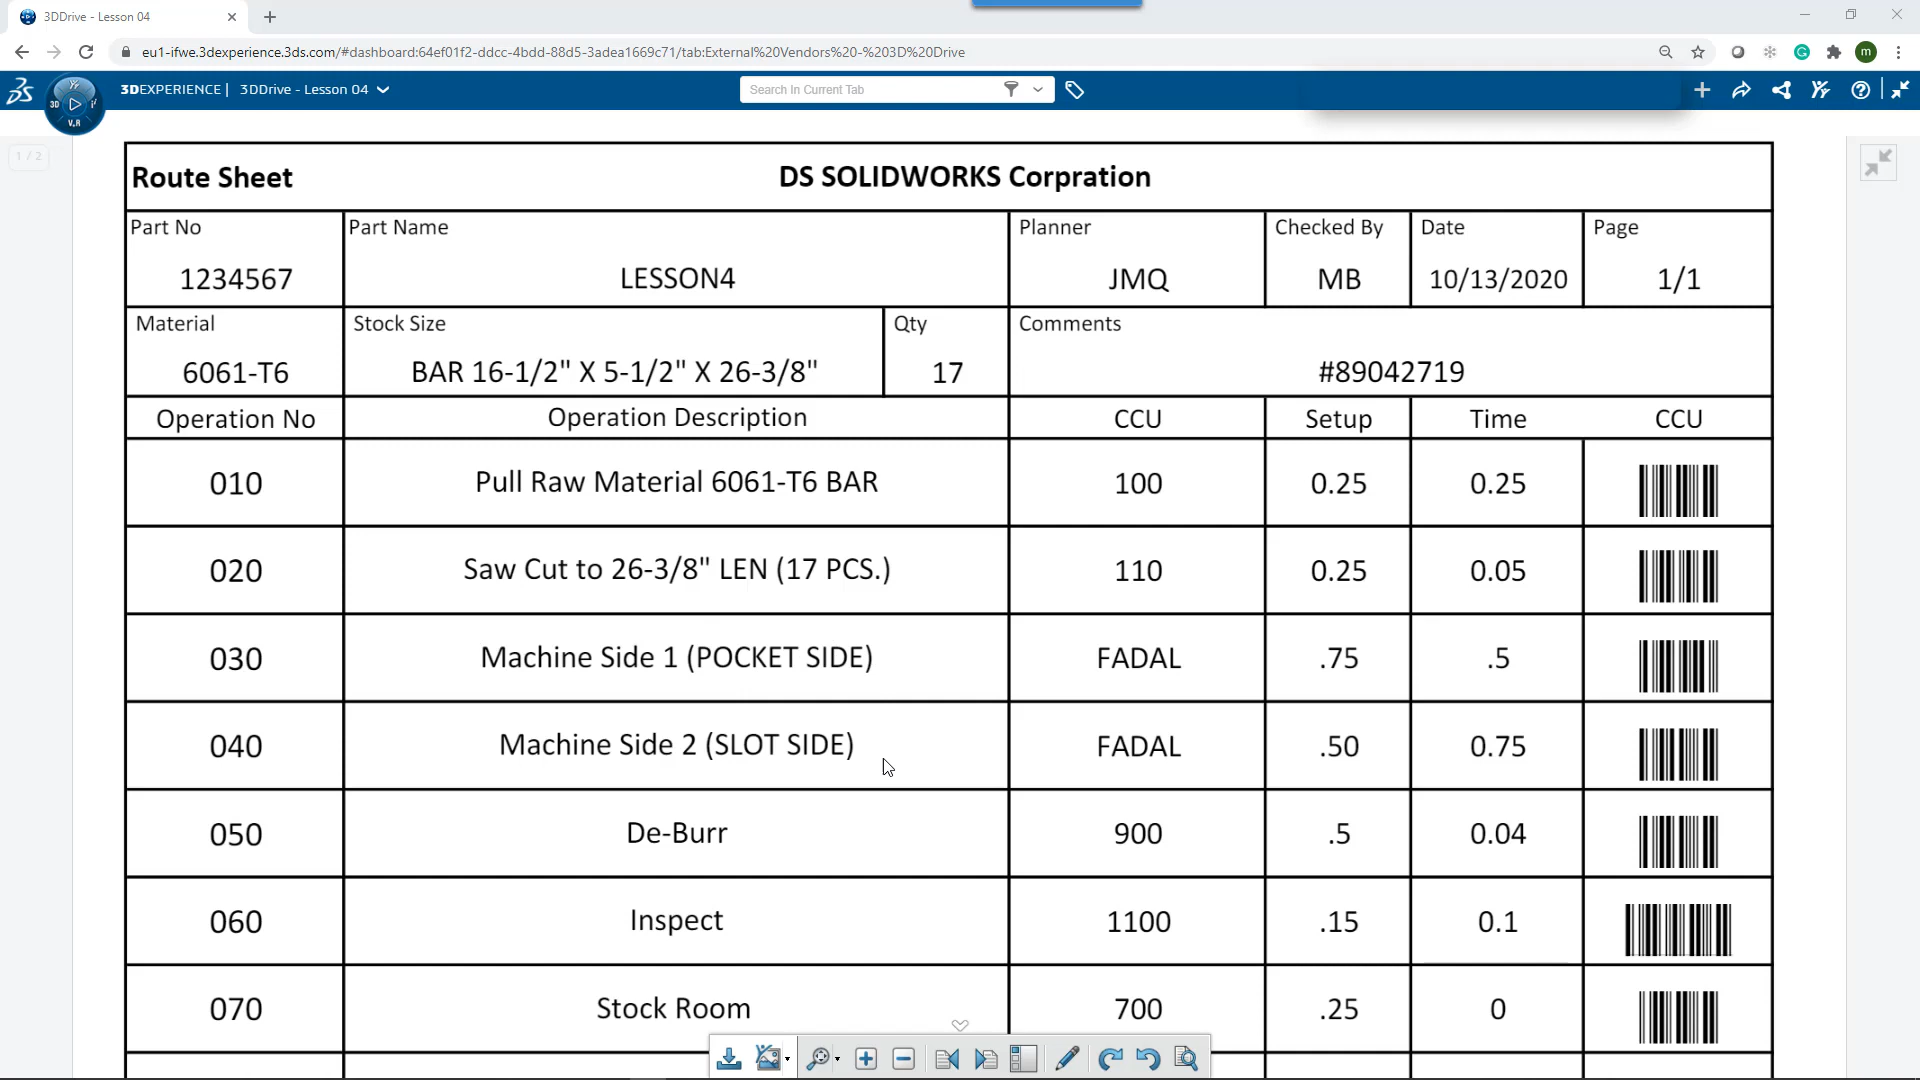 3DDrive - Lesson 04
eu1-ifwe.3dexperience.3ds.com/#dashboard:64ef01f2-ddcc-4bdd-88d5-3adea1669c71/tab:External%20Vendors%20-%203D%20Drive
m
3DEXPERIENCE | 3DDrive - Lesson 04
Search In Current Tab
3D
V.R
1 / 2
Route Sheet DS SOLIDWORKS Corpration
Part No Part Name Planner Checked By Date Page
1234567 LESSON4 JMQ MB 10/13/2020 1/1
Material Stock Size Qty Comments
6061-T6 BAR 16-1/2" X 5-1/2" X 26-3/8" 17 #89042719
Operation No Operation Description CCU Setup Time CCU
010 Pull Raw Material 6061-T6 BAR 100 0.25 0.25
020 Saw Cut to 26-3/8" LEN (17 PCS.) 110 0.25 0.05
030 Machine Side 1 (POCKET SIDE) FADAL .75 .5
040 Machine Side 2 (SLOT SIDE) FADAL .50 0.75
050 De-Burr 900 .5 0.04
060 Inspect 1100 .15 0.1
070 Stock Room 700 .25 0